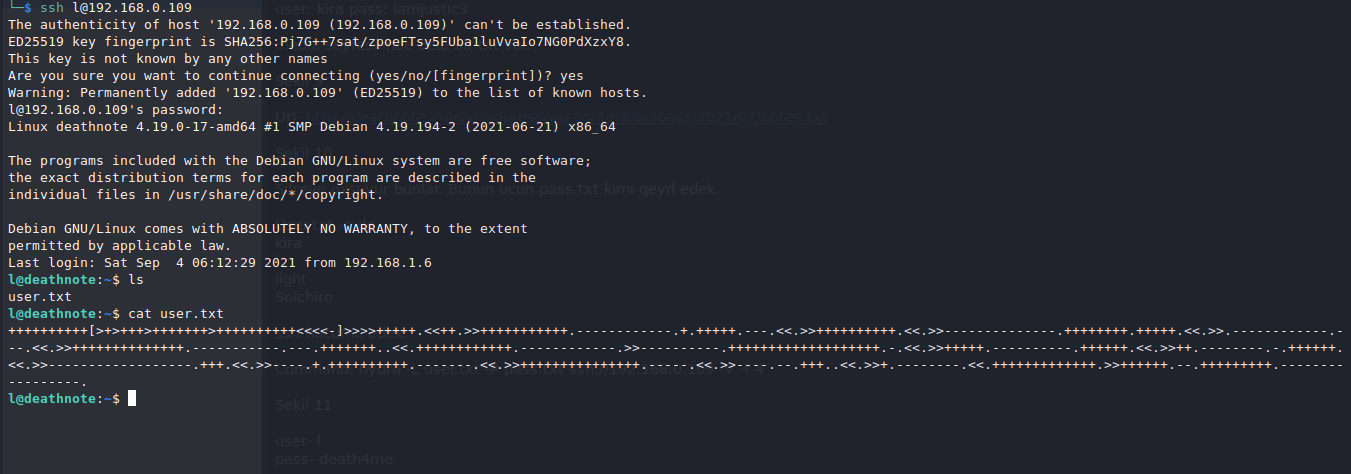 └─$ ssh l@192.168.0.109
The authenticity of host '192.168.0.109 (192.168.0.109)' can't be established.
ED25519 key fingerprint is SHA256:Pj7G++7sat/zpoeFTsy5FUba1luVvaIo7NG0PdXzxY8.
This key is not known by any other names
Are you sure you want to continue connecting (yes/no/[fingerprint])? yes
Warning: Permanently added '192.168.0.109' (ED25519) to the list of known hosts.
l@192.168.0.109's password:
Linux deathnote 4.19.0-17-amd64 #1 SMP Debian 4.19.194-2 (2021-06-21) x86_64
The programs included with the Debian GNU/Linux system are free software;
the exact distribution terms for each program are described in the
individual files in /usr/share/doc/*/copyright.
Debian GNU/Linux comes with ABSOLUTELY NO WARRANTY, to the extent
permitted by applicable law.
Last login: Sat Sep  4 06:12:29 2021 from 192.168.1.6
l@deathnote:~$ ls
user.txt
l@deathnote:~$ cat user.txt
++++++++++[>+>+++>+++++++>++++++++++<<<<-]>>>>+++++.<<++.>>+++++++++++.------------.+.+++++.---.<<.>>++++++++++.<<.>>--------------.++++++++.+++++.<<.>>.------------.-
--.<<.>>++++++++++++++.-----------.---.+++++++..<<.++++++++++++.------------.>>----------.+++++++++++++++++++.-.<<.>>+++++.----------.++++++.<<.>>++.--------.-.++++++.
<<.>>------------------.+++.<<.>>----.+.++++++++++.-------.<<.>>+++++++++++++++.-----.<<.>>----.--.+++..<<.>>+.--------.<<.+++++++++++++.>>++++++.--.+++++++++.--------
---------.
l@deathnote:~$
user: kira pass: iamjustic3
Sekil 10
bunlar. Bunun ucun pass.txt kimi qeyd edek.
kira
light
Soichiro
Sekil 11
user- l
pass- death4me